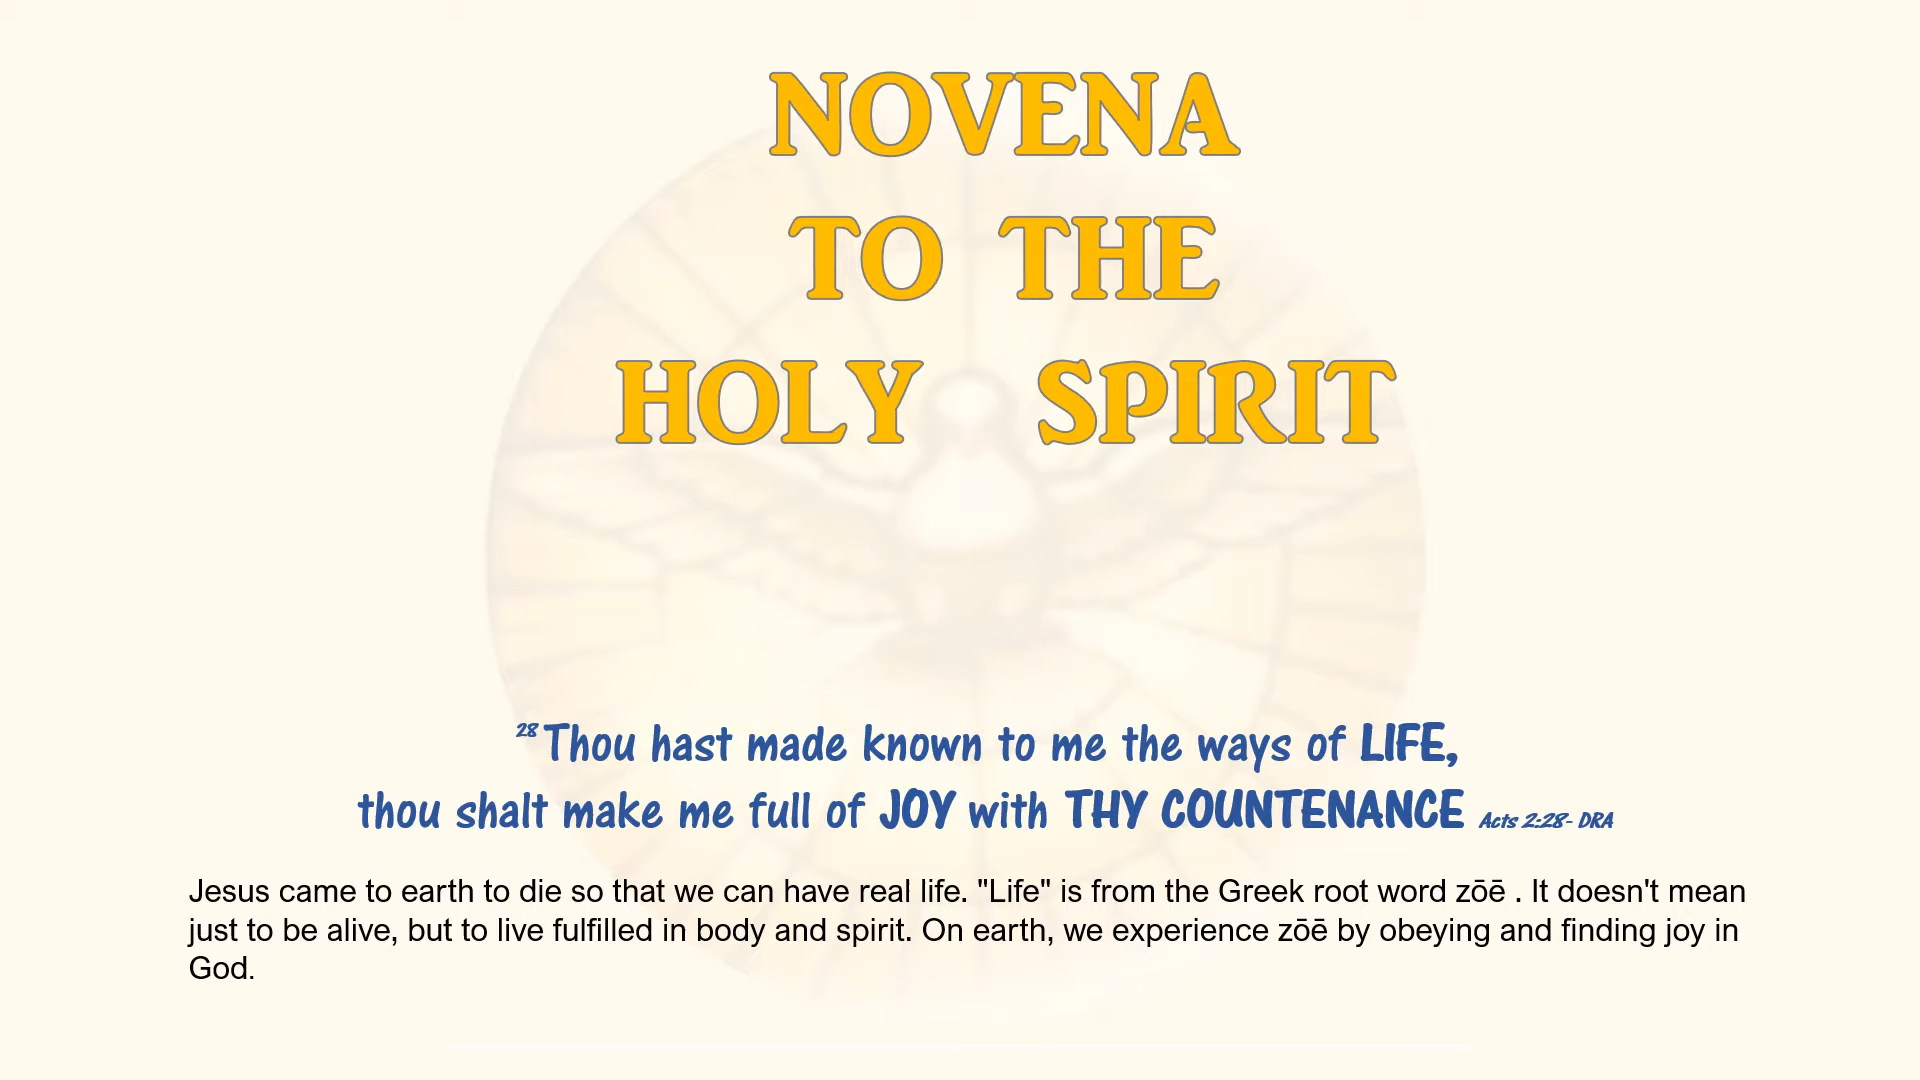 NOVENA
TO THE
HOLY SPIRIT
28 Thou hast made known to me the ways of LIFE,
thou shalt make me full of JOY with THY COUNTENANCE Acts 2:28- DRA
Jesus came to earth to die so that we can have real life. "Life" is from the Greek root word zōē . It doesn't mean
just to be alive, but to live fulfilled in body and spirit. On earth, we experience zōē by obeying and finding joy in
God.